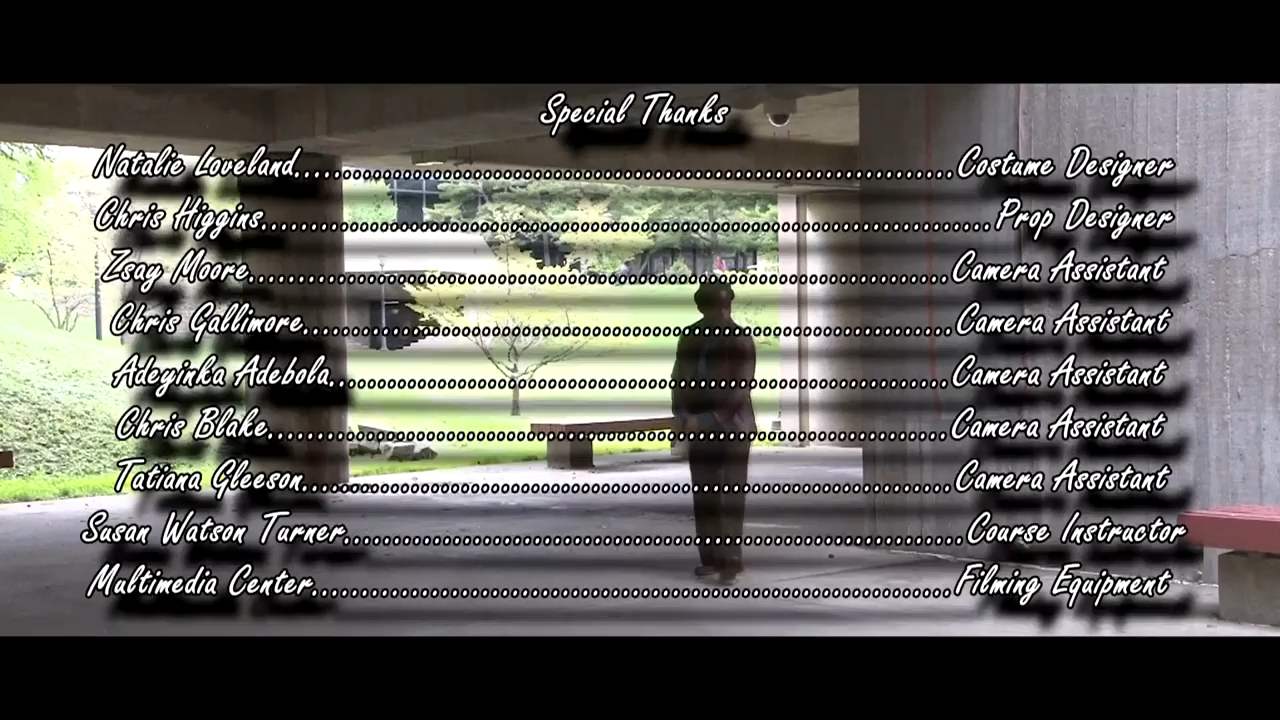 Special Thanks
Natalie Loveland......................................................................................Costume Designer
Chris Higgins................................................................................................Prop Designer
Zsay Moore.............................................................................................Camera Assistant
Chris Gallimore.....................................................................................Camera Assistant
Adeyinka Adebola................................................................................Camera Assistant
Chris Blake...........................................................................................Camera Assistant
Tatiana Gleeson.....................................................................................Camera Assistant
Susan Watson Turner................................................................................Course Instructor
Multimedia Center...................................................................................Filming Equipment